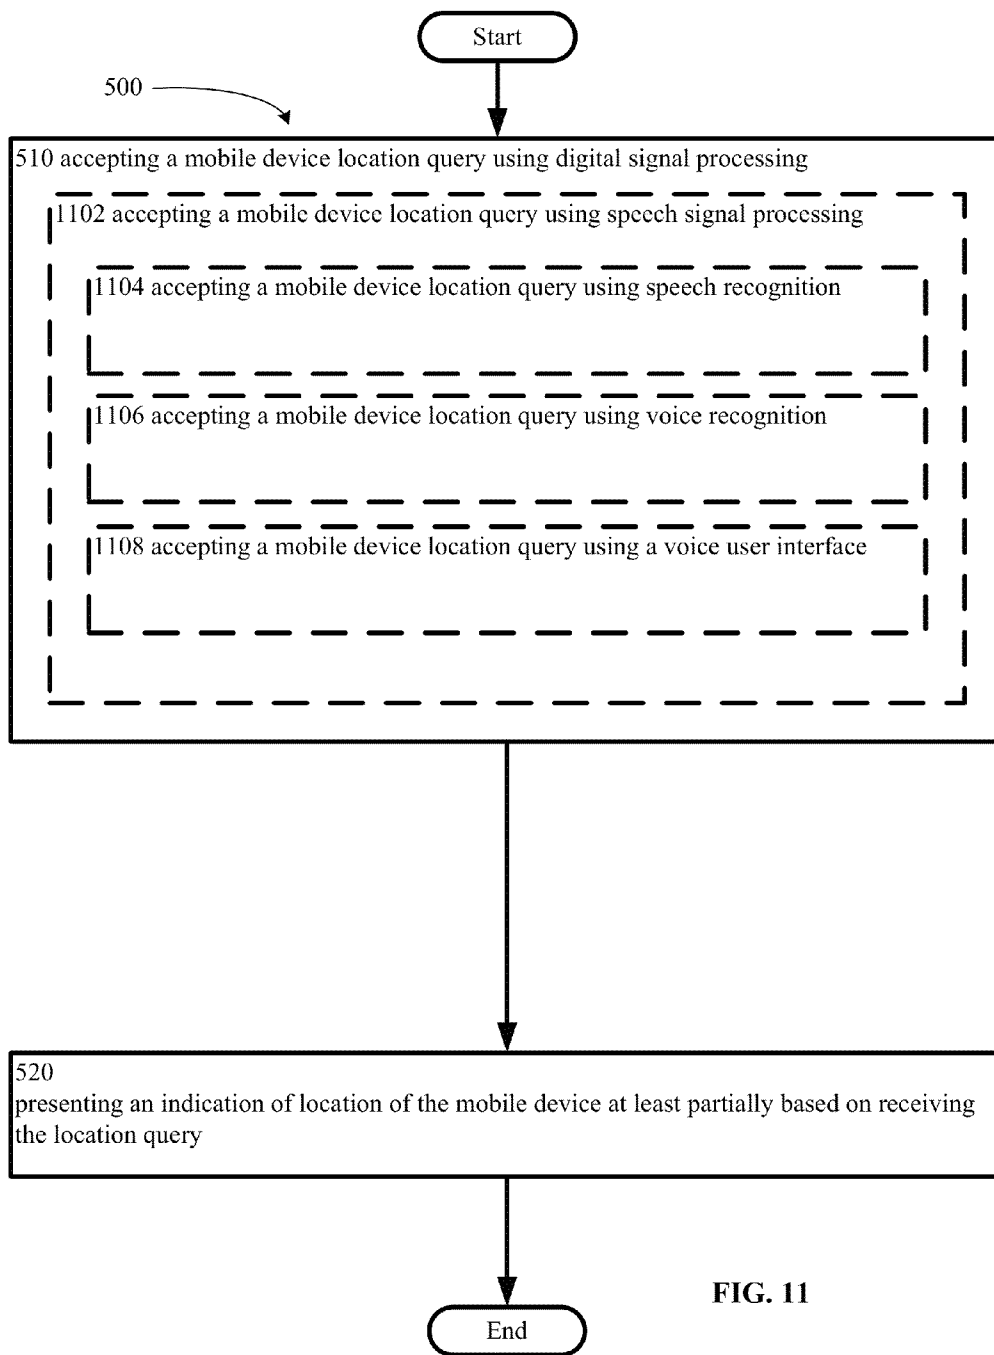 Start
500
510 accepting a mobile device location query using digital signal processing
1102 accepting a mobile device location query using speech signal processing
1104 accepting a mobile device location query using speech recognition
1106 accepting a mobile device location query using voice recognition
1108 accepting a mobile device location query using a voice user interface
520
presenting an indication of location of the mobile device at least partially based on receiving
the location query
FIG. 11
End